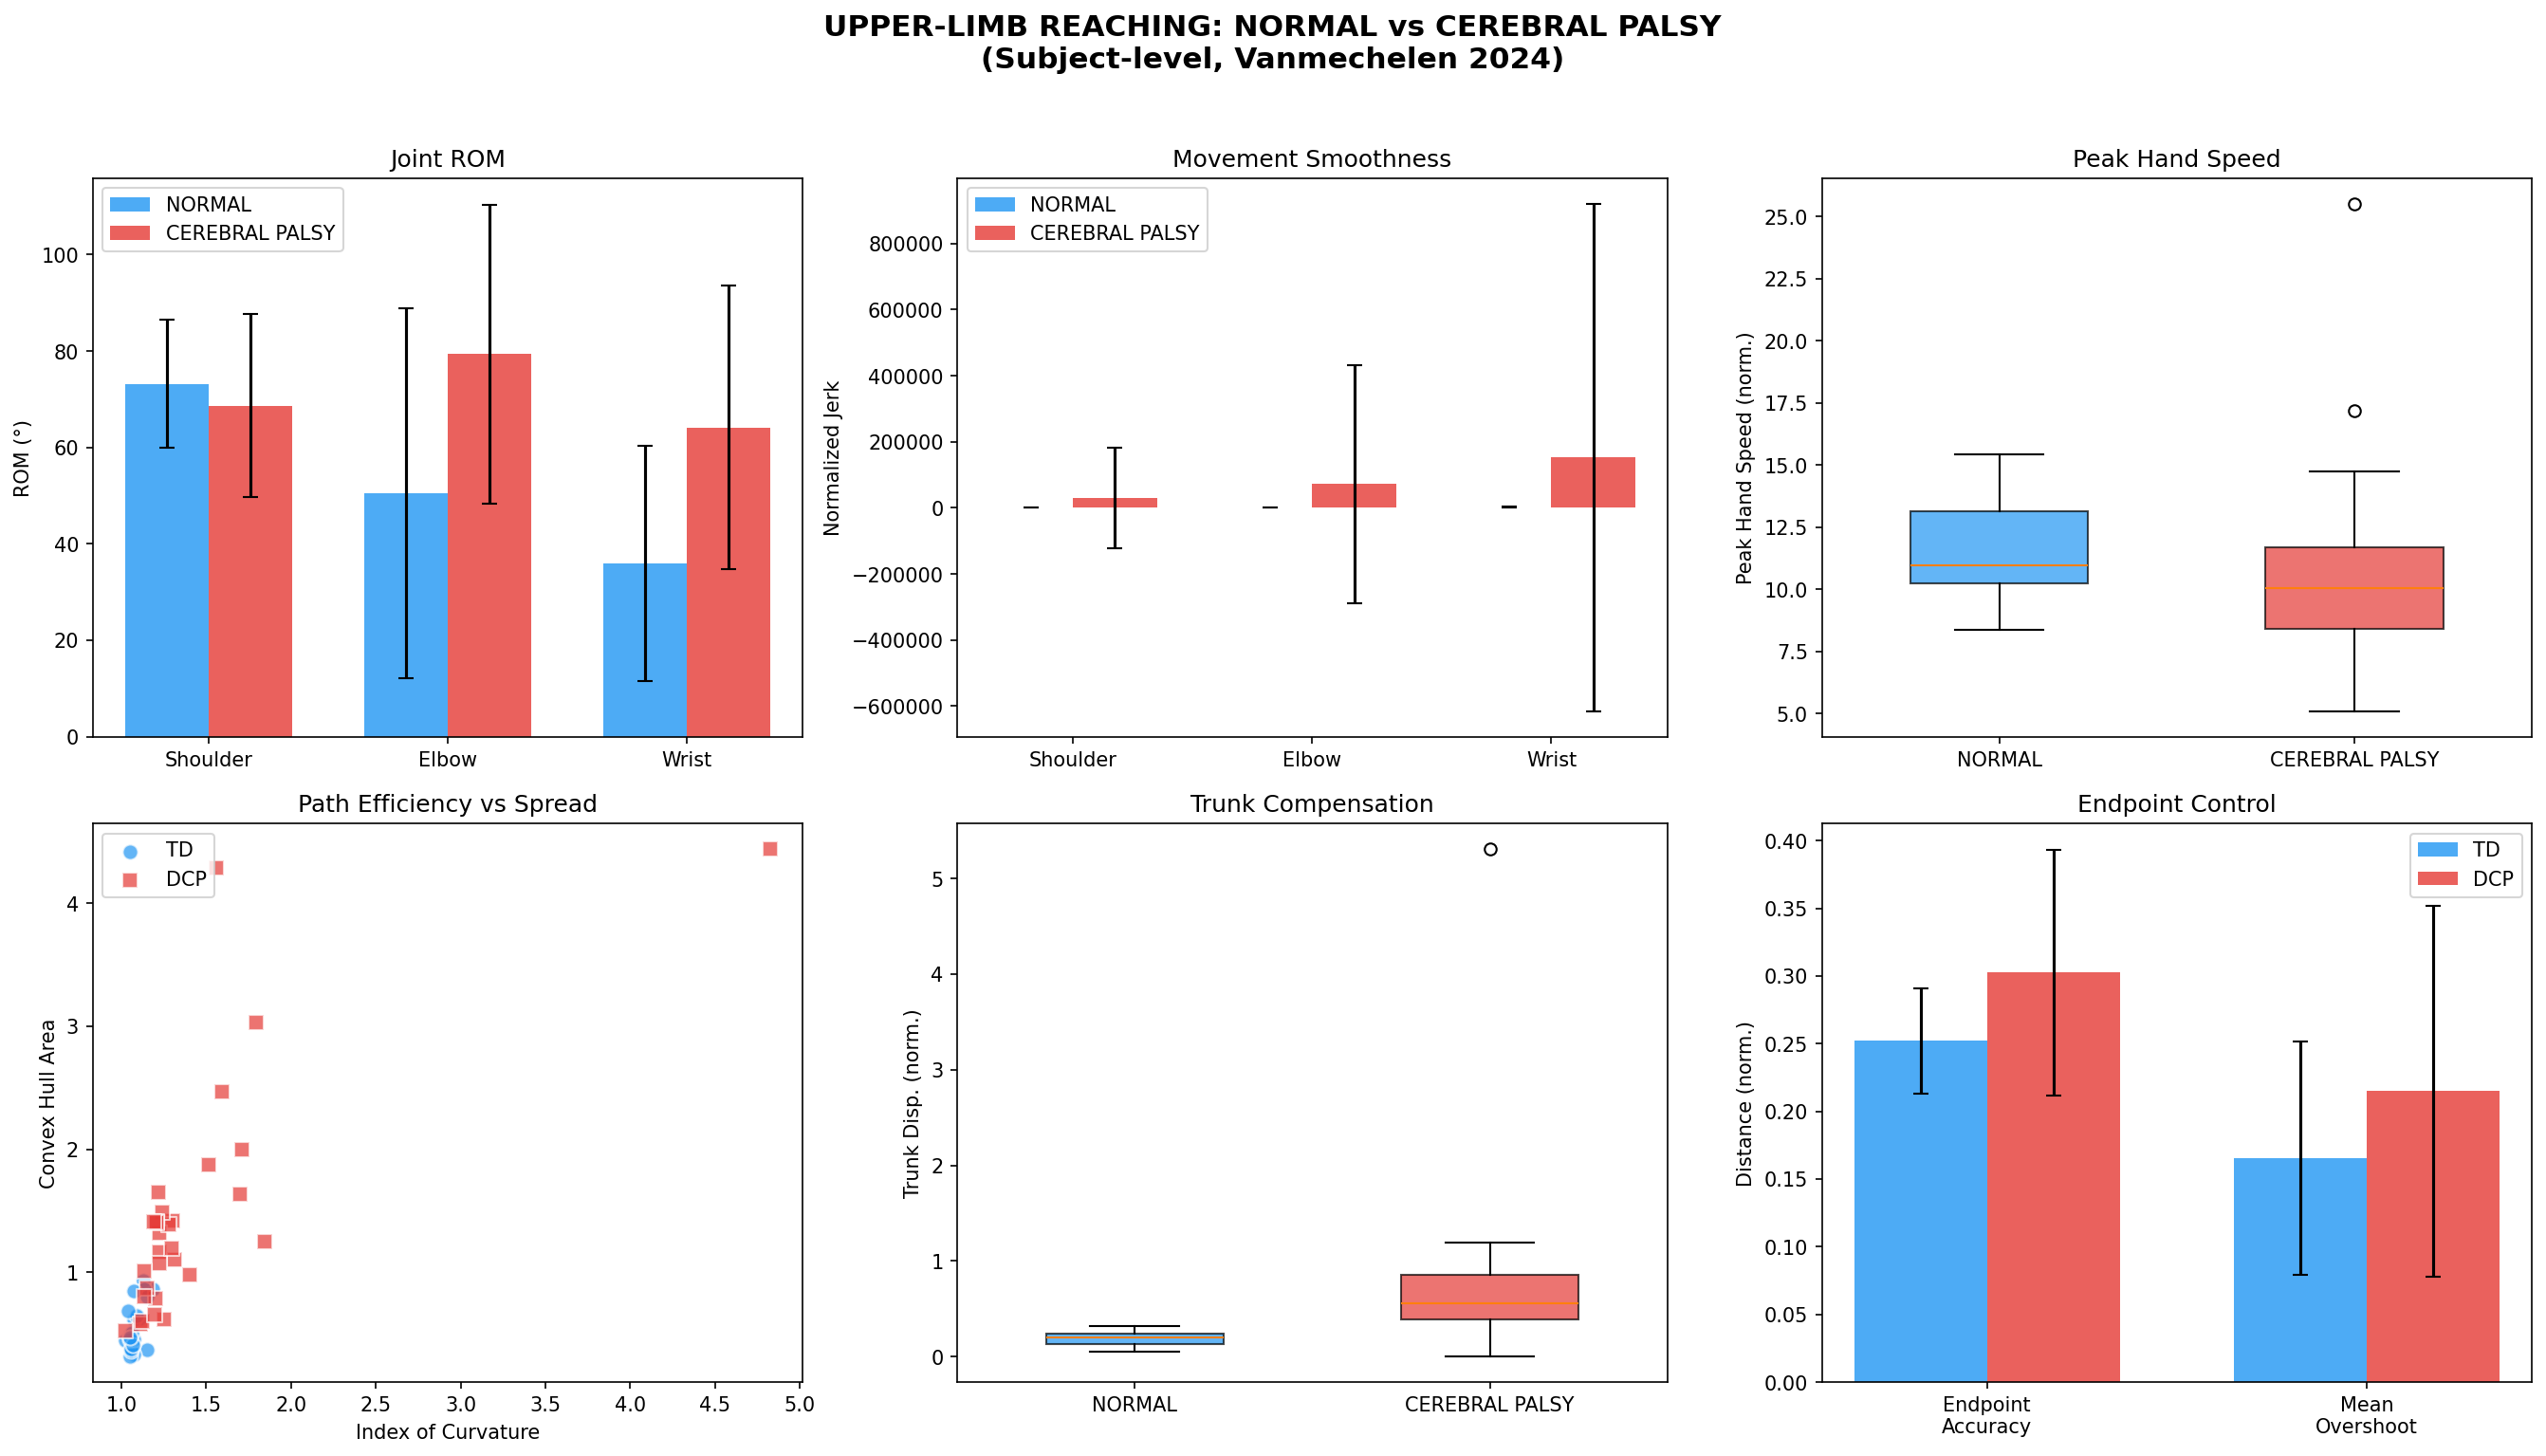 UPPER-LIMB REACHING: NORMAL vs CEREBRAL PALSY
(Subject-level, Vanmechelen 2024)
Joint ROM
NORMAL
CEREBRAL PALSY
ROM (°)
100
80
60
40
20
0
Shoulder
Elbow
Wrist
Movement Smoothness
NORMAL
CEREBRAL PALSY
Normalized Jerk
800000
600000
400000
200000
0
−200000
−400000
−600000
Shoulder
Elbow
Wrist
Peak Hand Speed
Peak Hand Speed (norm.)
25.0
22.5
20.0
17.5
15.0
12.5
10.0
7.5
5.0
NORMAL
CEREBRAL PALSY
Path Efficiency vs Spread
TD
DCP
Convex Hull Area
4
3
2
1
1.0
1.5
2.0
2.5
3.0
3.5
4.0
4.5
5.0
Index of Curvature
Trunk Compensation
Trunk Disp. (norm.)
5
4
3
2
1
0
NORMAL
CEREBRAL PALSY
Endpoint Control
TD
DCP
Distance (norm.)
0.40
0.35
0.30
0.25
0.20
0.15
0.10
0.05
0.00
Endpoint
Accuracy
Mean
Overshoot